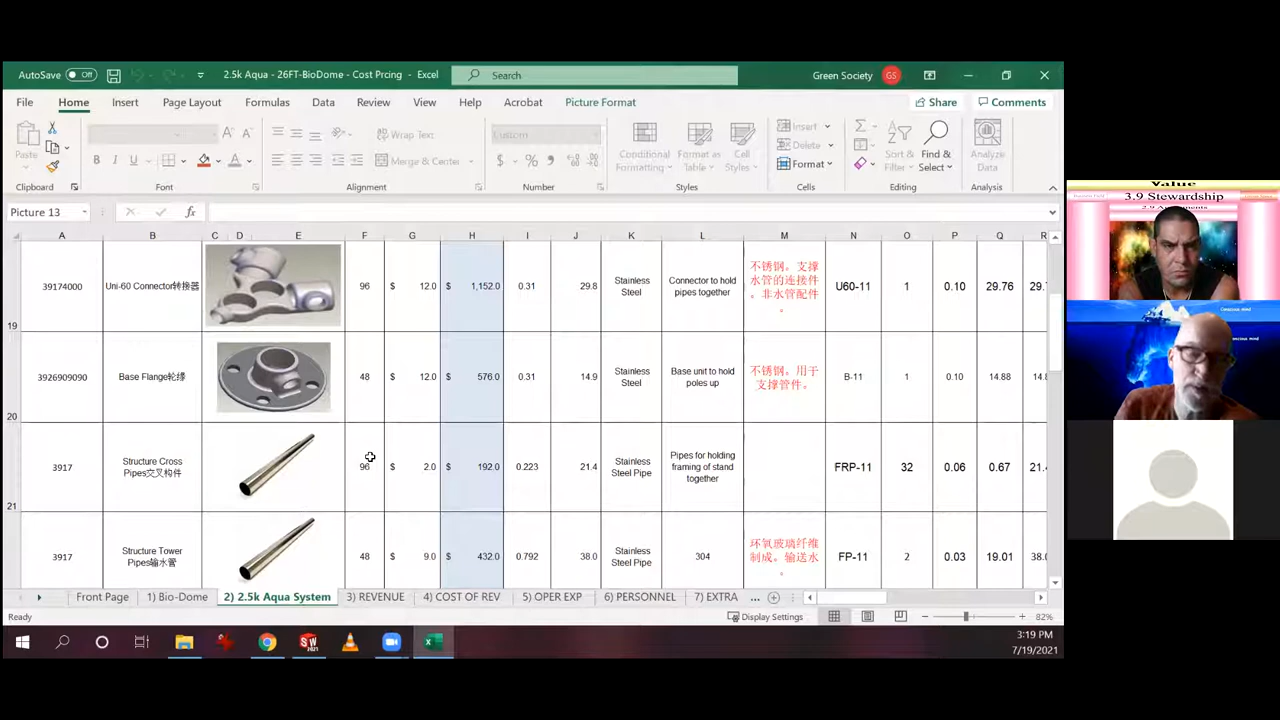 AutoSave Off
2.5k Aqua - 26FT-BioDome - Cost Prcing - Excel
Search
Green Society GS
File Home Insert Page Layout Formulas Data Review View Help Acrobat Picture Format Share Comments
Paste
Wrap Text
Merge & Center
Custom
Conditional Formatting
Format as Table
Cell Styles
Insert
Delete
Format
Sort & Filter
Find & Select
Analyze Data
Clipboard Font Alignment Number Styles Cells Editing Analysis
Picture 13
A B C D E F G H I J K L M N O P Q R
39174000 Uni-60 Connector转换器 96 $ 12.0 $ 1,152.0 0.31 29.8
Stainless
Steel
Connector to hold
pipes together
不锈钢。支撑
水管的连接件
。非水管配件
。
U60-11 1 0.10 29.76 29.7
19
3926909090 Base Flange轮缘 48 $ 12.0 $ 576.0 0.31 14.9
Stainless
Steel
Base unit to hold
poles up
不锈钢。用于
支撑管件。
B-11 1 0.10 14.88 14.8
20
3917
Structure Cross
Pipes交叉构件
96 $ 2.0 $ 192.0 0.223 21.4
Stainless
Steel Pipe
Pipes for holding
framing of stand
together
FRP-11 32 0.06 0.67 21.4
21
3917
Structure Tower
Pipes输水管
48 $ 9.0 $ 432.0 0.792 38.0
Stainless
Steel Pipe
304
环氧玻璃纤维
制成。输送水
。
FP-11 2 0.03 19.01 38.0
Front Page 1) Bio-Dome 2) 2.5k Aqua System 3) REVENUE 4) COST OF REV 5) OPER EXP 6) PERSONNEL 7) EXTRA ...
Ready
Display Settings
82%
3:19 PM
7/19/2021
Value
3.9 Stewardship